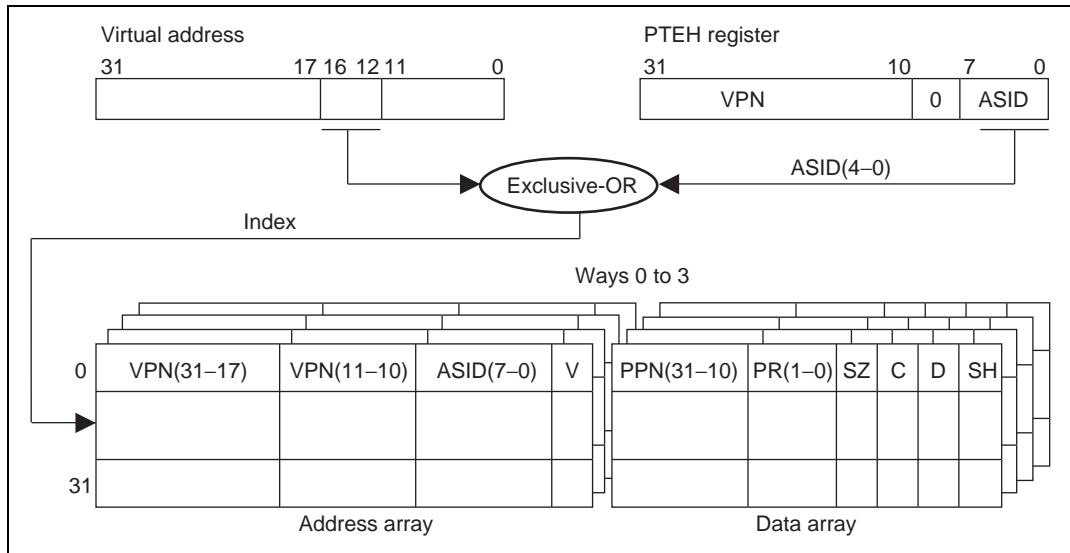 Virtual address
31 17 16 12 11 0
PTEH register
31 10 7 0
VPN 0 ASID
ASID(4–0)
Exclusive-OR
Index
Ways 0 to 3
0 VPN(31–17) VPN(11–10) ASID(7–0) V PPN(31–10) PR(1–0) SZ C D SH
31
Address array Data array